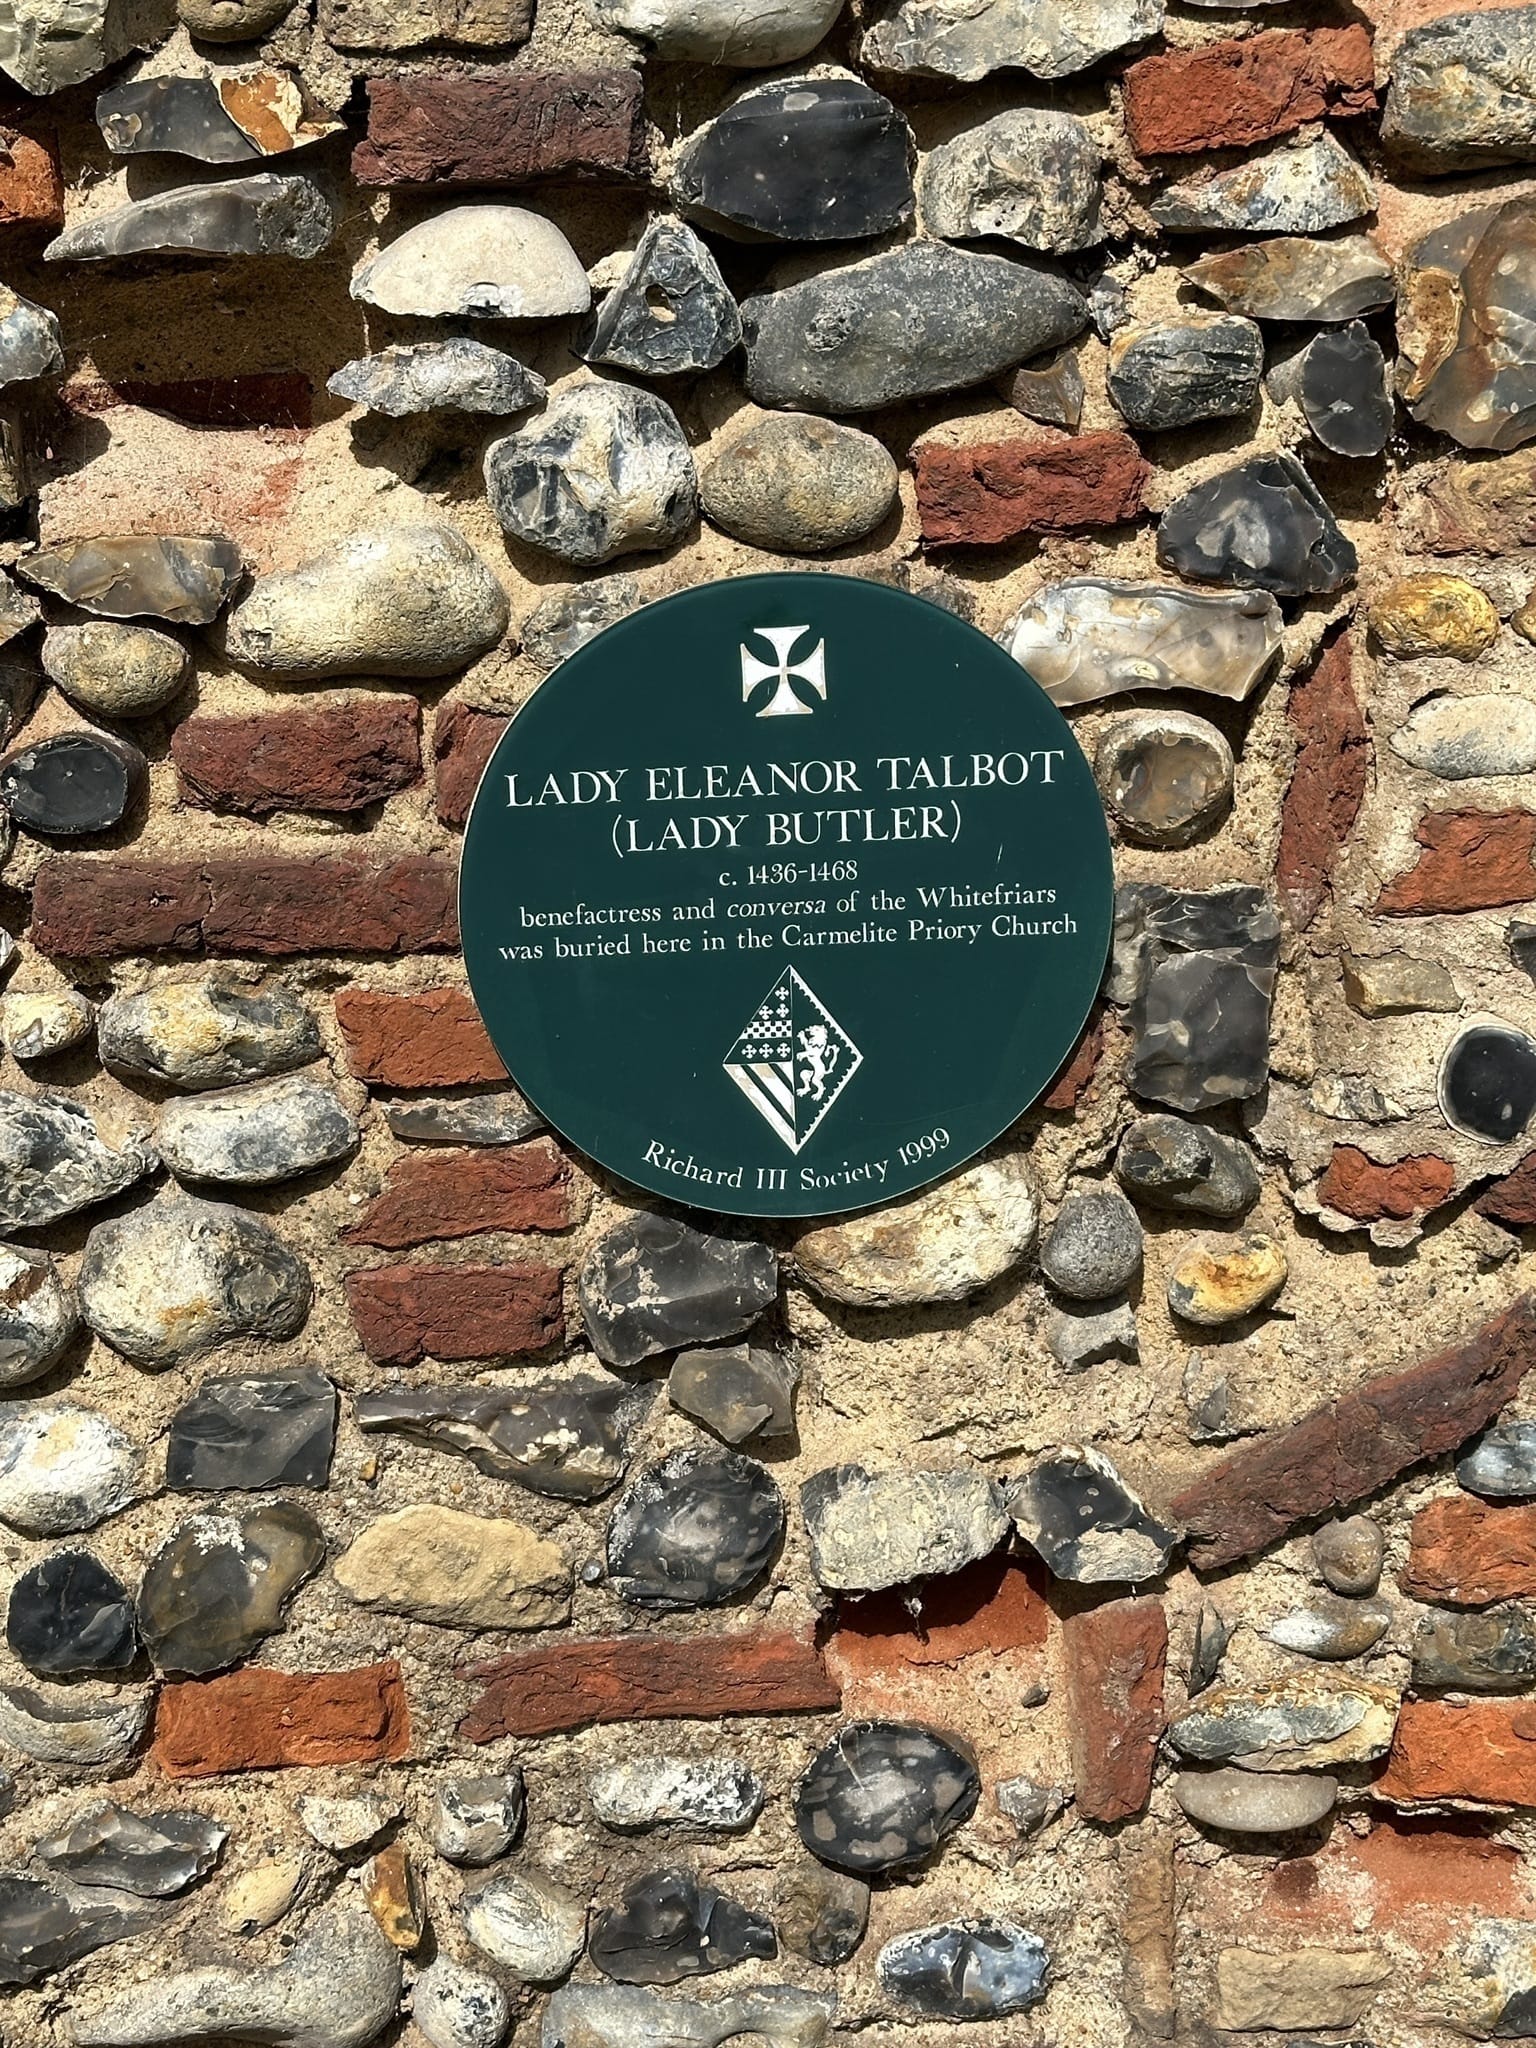 LADY ELEANOR TALBOT
(LADY BUTLER)
c. 1436-1468
benefactress and conversa of the Whitefriars
was buried here in the Carmelite Priory Church
Richard III Society 1999